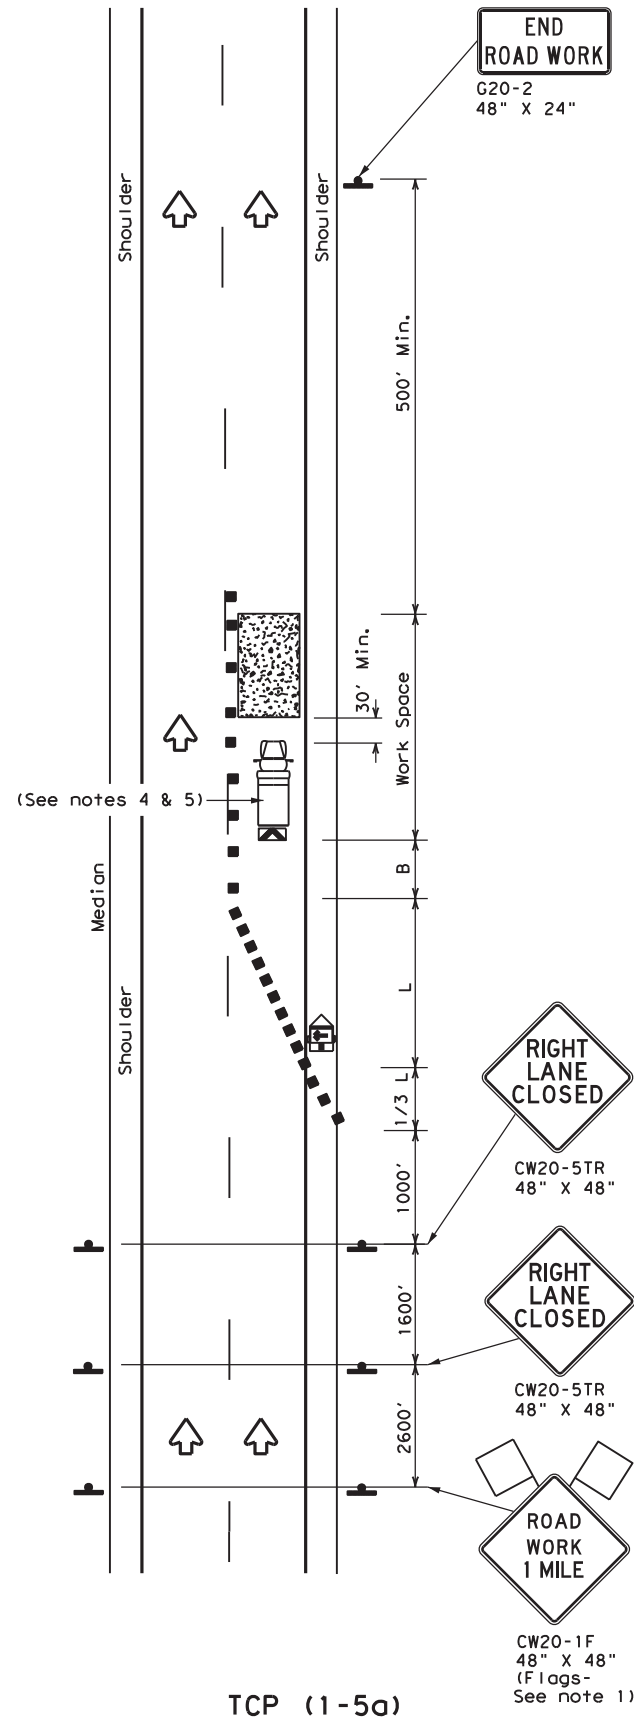 END
ROAD WORK
G20-2
48" X 24"
Shoulder
Shoulder
500' Min.
30' Min.
Work Space
(See notes 4 & 5)
B
Median
L
Shoulder
RIGHT
LANE
CLOSED
1/3 L
CW20-5TR
48" X 48"
1000'
RIGHT
LANE
CLOSED
1600'
CW20-5TR
48" X 48"
2600'
ROAD
WORK
1 MILE
CW20-1F
48" X 48"
(Flags-
See note 1)
TCP (1-5a)